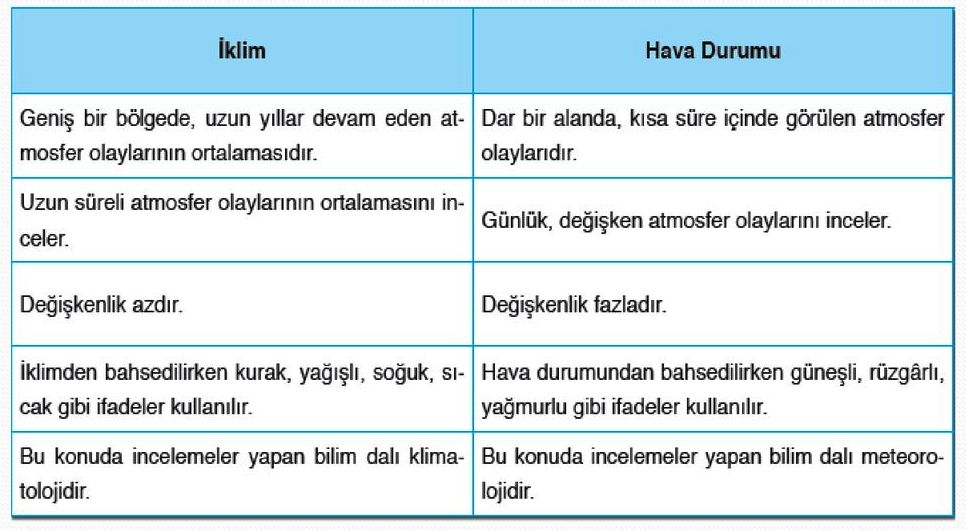 İklim
Hava Durumu
Geniş bir bölgede, uzun yıllar devam eden at-
mosfer olaylarının ortalamasıdır.
Dar bir alanda, kısa süre içinde görülen atmosfer
olaylarıdır.
Uzun süreli atmosfer olaylarının ortalamasını in-
celer.
Günlük, değişken atmosfer olaylarını inceler.
Değişkenlik azdır.
Değişkenlik fazladır.
İklimden bahsedilirken kurak, yağışlı, soğuk, sı-
cak gibi ifadeler kullanılır.
Hava durumundan bahsedilirken güneşli, rüzgârlı,
yağmurlu gibi ifadeler kullanılır.
Bu konuda incelemeler yapan bilim dalı klima-
tolojidir.
Bu konuda incelemeler yapan bilim dalı meteoro-
lojidir.